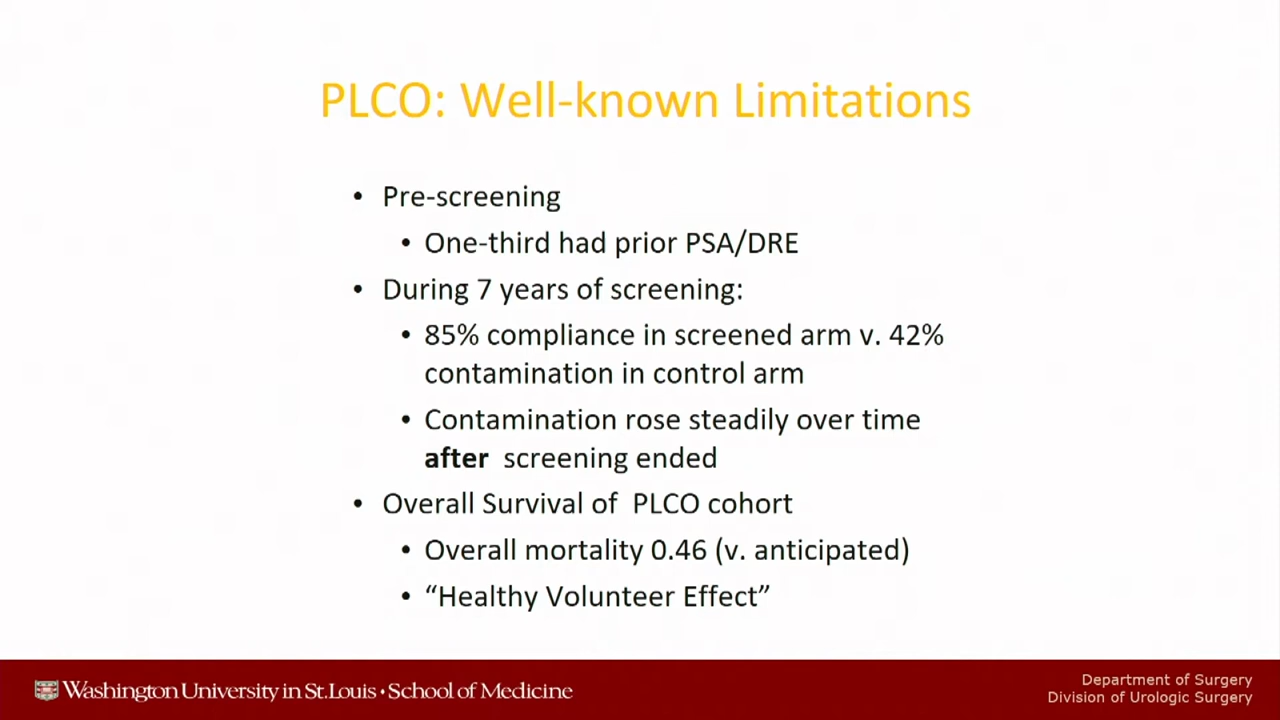 PLCO: Well-known Limitations
• Pre-screening
• One-third had prior PSA/DRE
• During 7 years of screening:
• 85% compliance in screened arm v. 42%
contamination in control arm
• Contamination rose steadily over time
after screening ended
• Overall Survival of PLCO cohort
• Overall mortality 0.46 (v. anticipated)
• “Healthy Volunteer Effect”
Washington University in St.Louis • School of Medicine
Department of Surgery
Division of Urologic Surgery